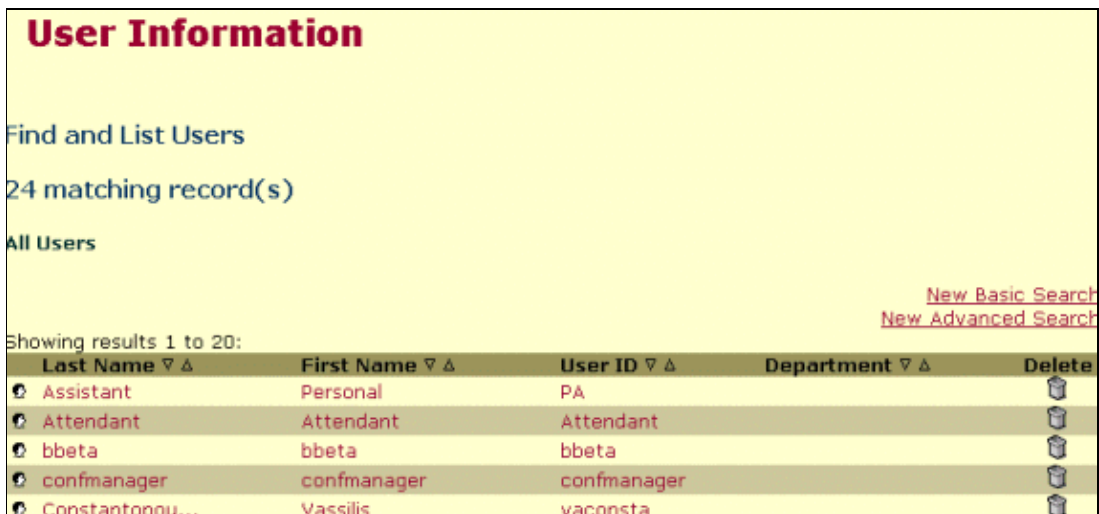 User Information
Find and List Users
24 matching record(s)
All Users
New Basic Search
New Advanced Search
Showing results 1 to 20:
Last Name First Name User ID Department Delete
Assistant Personal PA
Attendant Attendant Attendant
bbeta bbeta bbeta
confmanager confmanager confmanager
Constantopou... Vassilis vaconsta